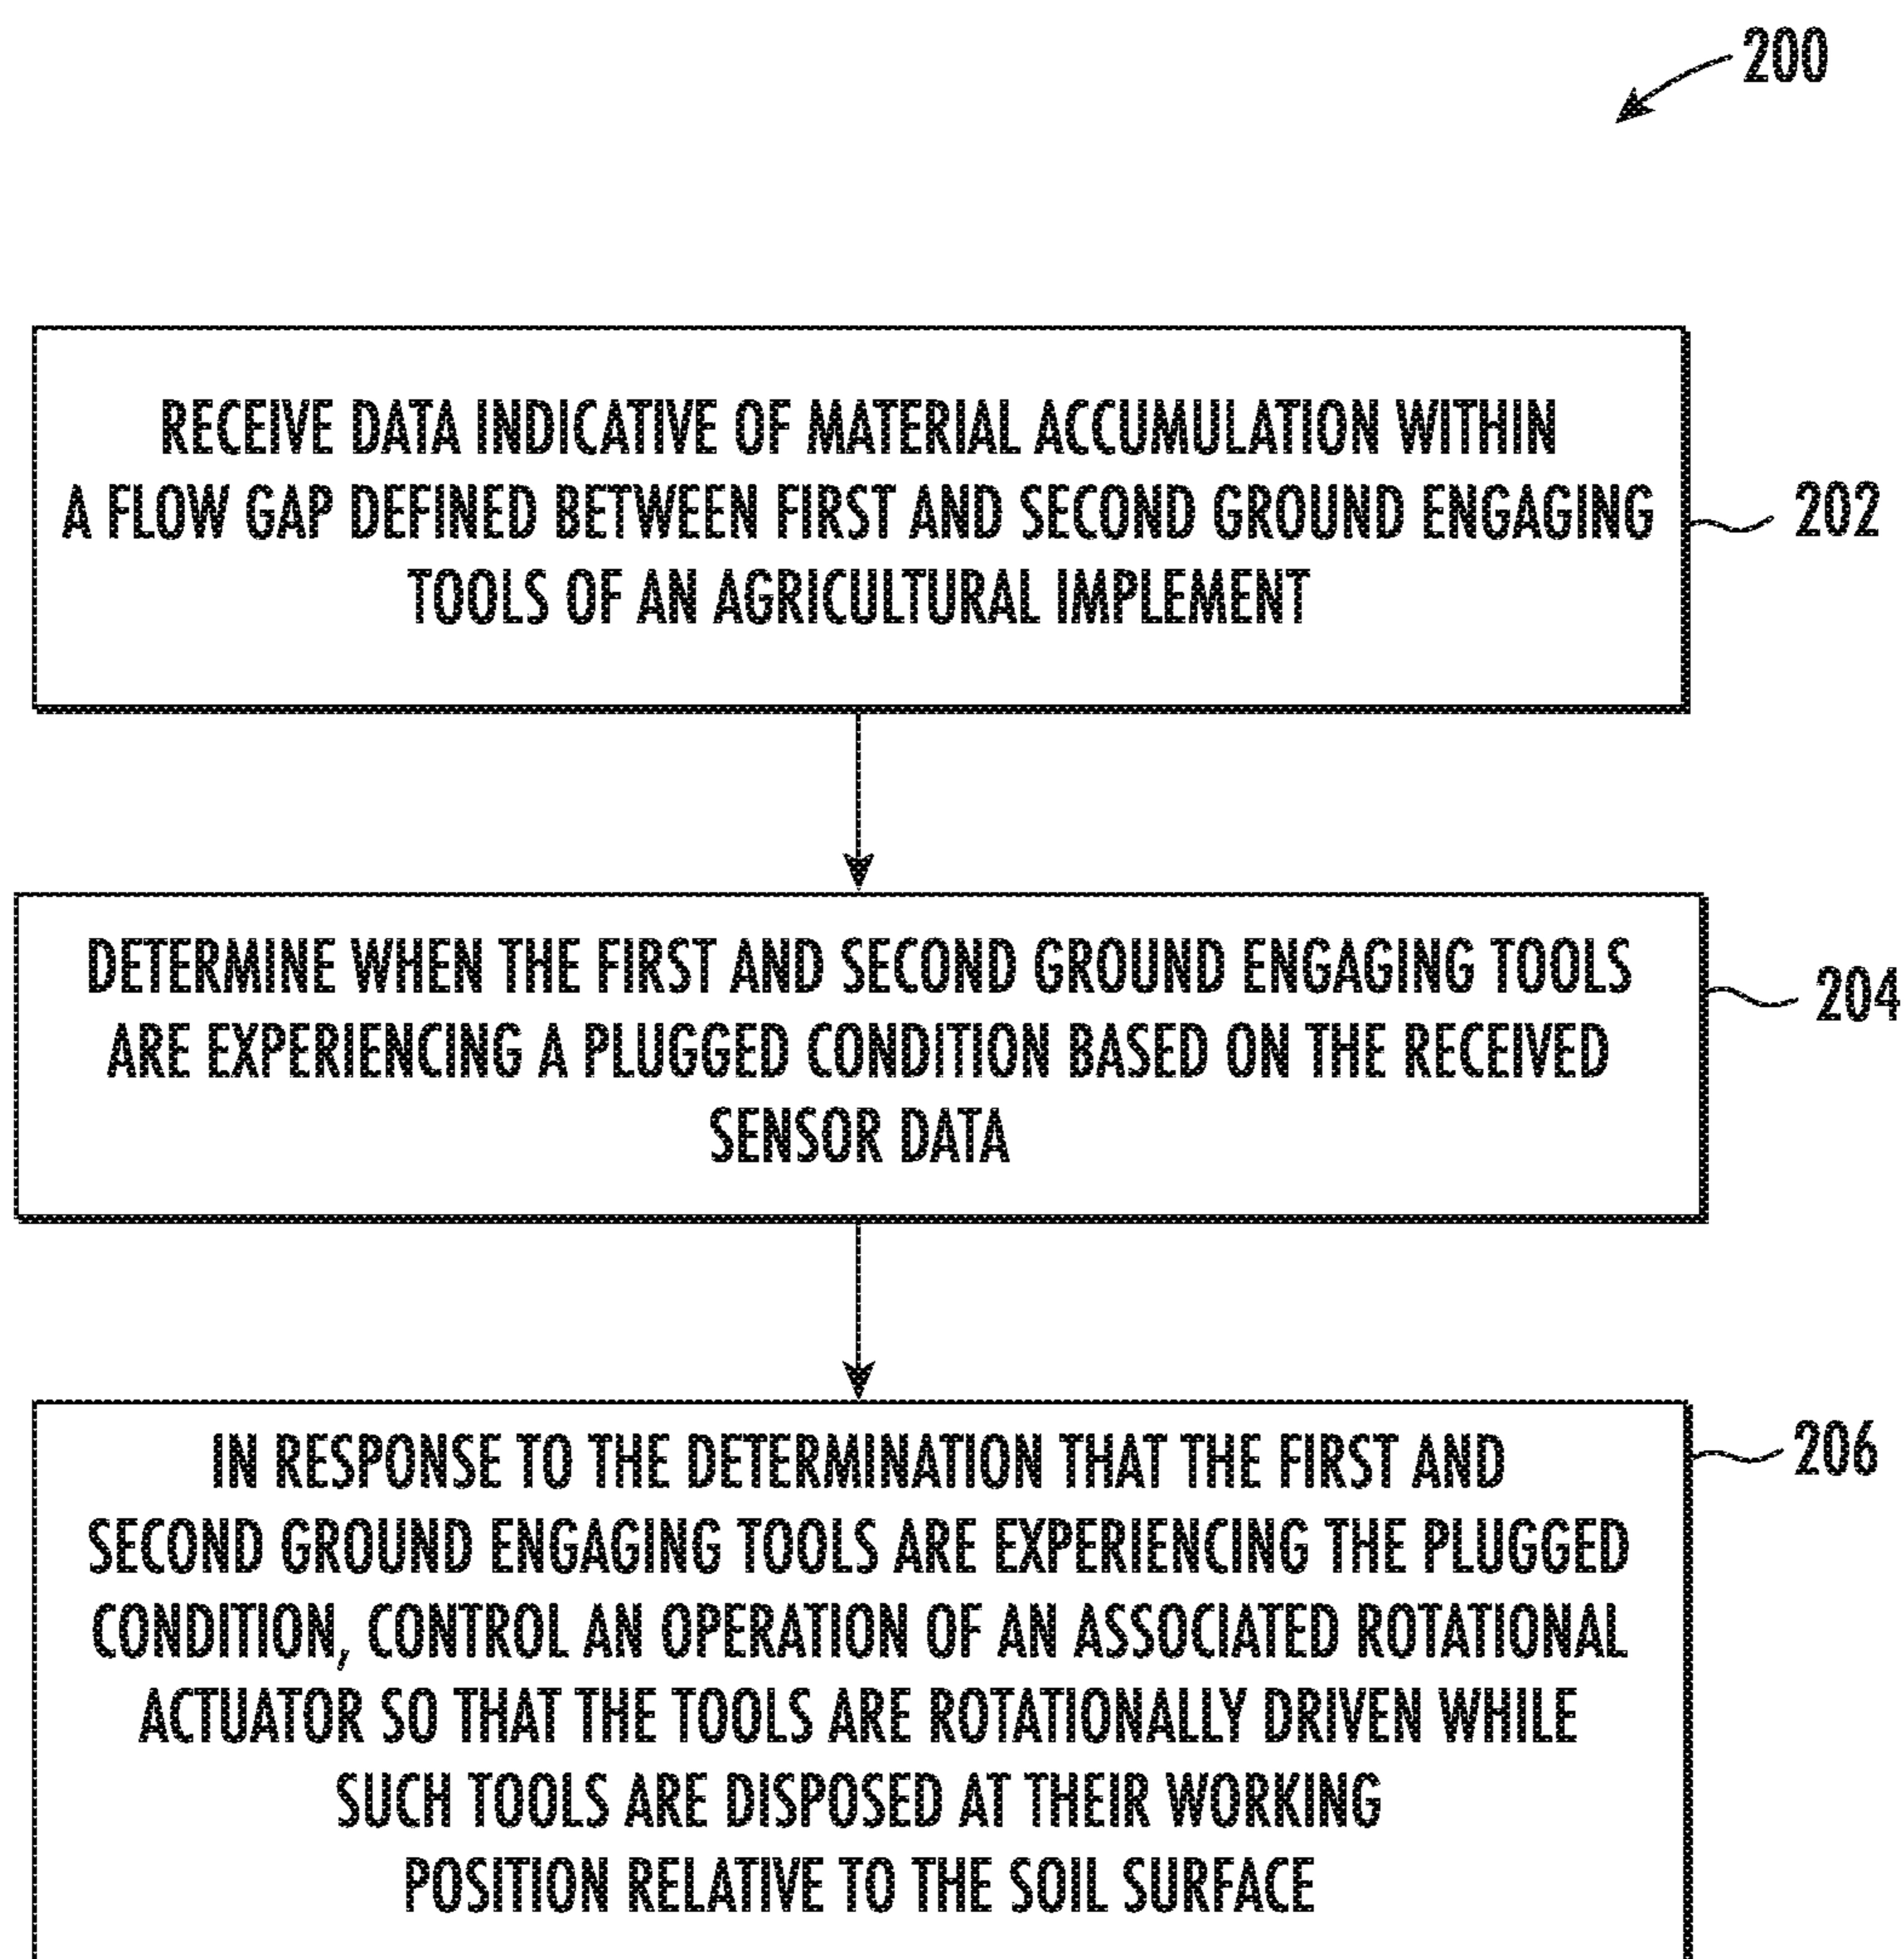 200
RECEIVE DATA INDICATIVE OF MATERIAL ACCUMULATION WITHIN
A FLOW GAP DEFINED BETWEEN FIRST AND SECOND GROUND ENGAGING
TOOLS OF AN AGRICULTURAL IMPLEMENT
202
DETERMINE WHEN THE FIRST AND SECOND GROUND ENGAGING TOOLS
ARE EXPERIENCING A PLUGGED CONDITION BASED ON THE RECEIVED
SENSOR DATA
204
IN RESPONSE TO THE DETERMINATION THAT THE FIRST AND
SECOND GROUND ENGAGING TOOLS ARE EXPERIENCING THE PLUGGED
CONDITION, CONTROL AN OPERATION OF AN ASSOCIATED ROTATIONAL
ACTUATOR SO THAT THE TOOLS ARE ROTATIONALLY DRIVEN WHILE
SUCH TOOLS ARE DISPOSED AT THEIR WORKING
POSITION RELATIVE TO THE SOIL SURFACE
206